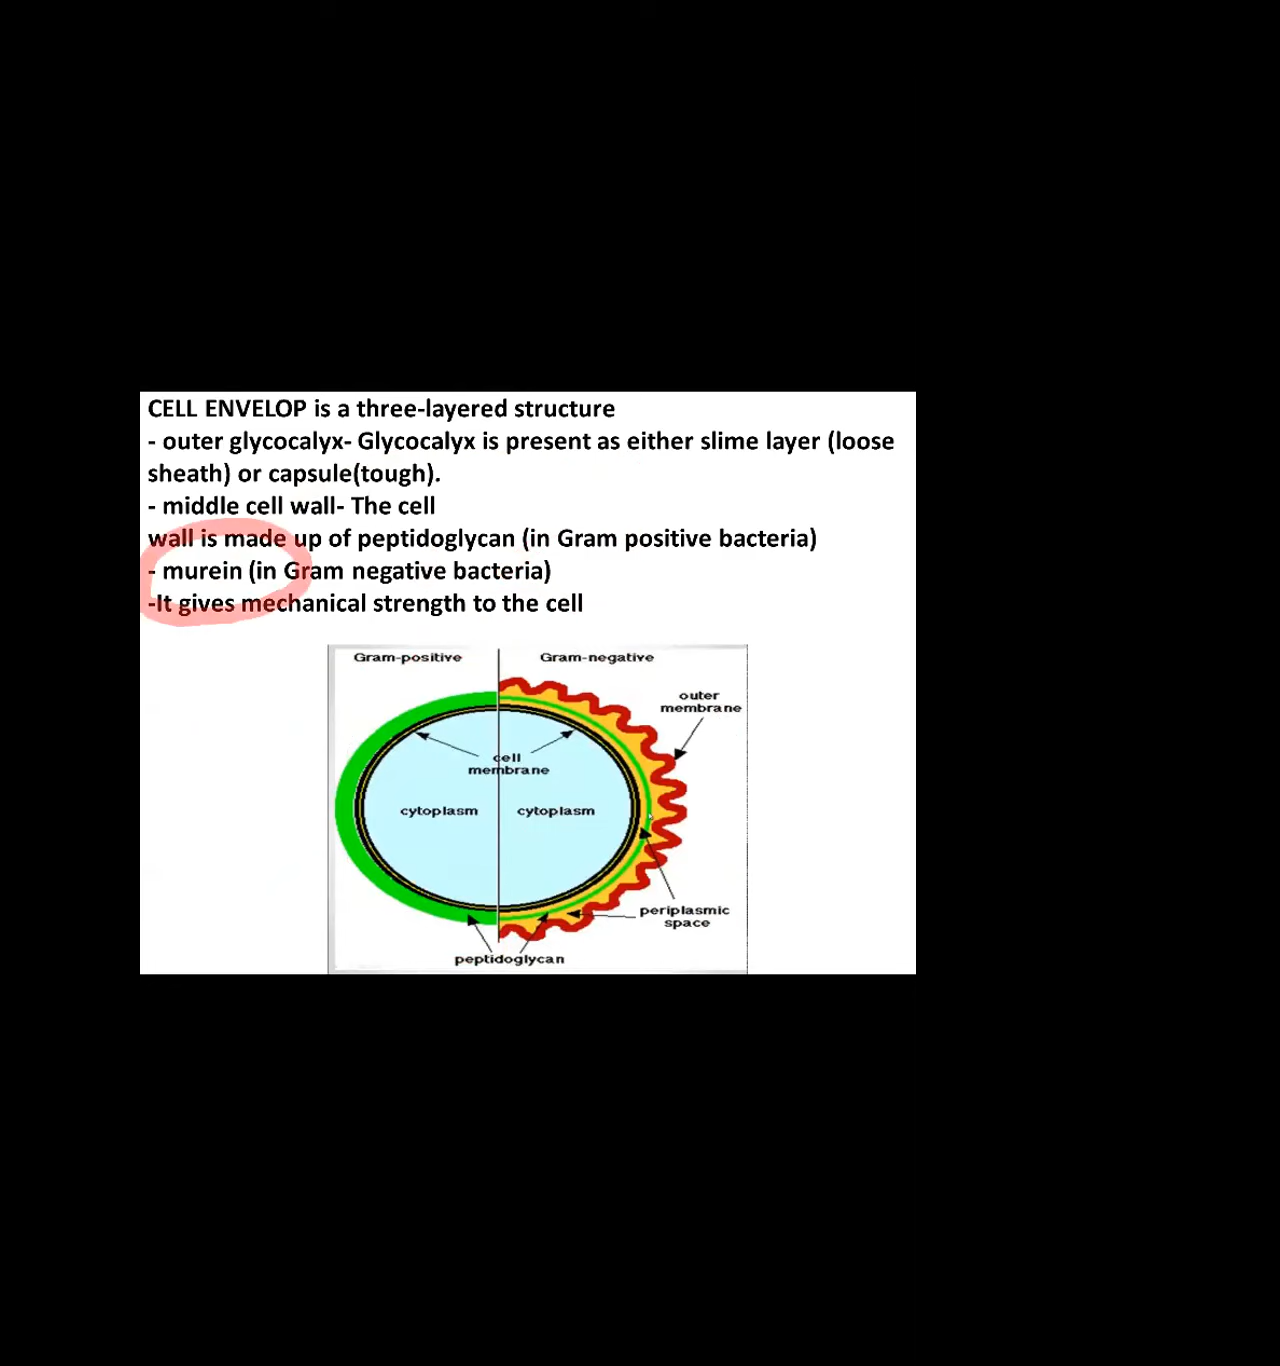 CELL ENVELOP is a three-layered structure
- outer glycocalyx- Glycocalyx is present as either slime layer (loose
sheath) or capsule(tough).
- middle cell wall- The cell
wall is made up of peptidoglycan (in Gram positive bacteria)
- murein (in Gram negative bacteria)
-It gives mechanical strength to the cell
Gram-positive
Gram-negative
outer
membrane
cell
membrane
cytoplasm
cytoplasm
periplasmic
space
peptidoglycan